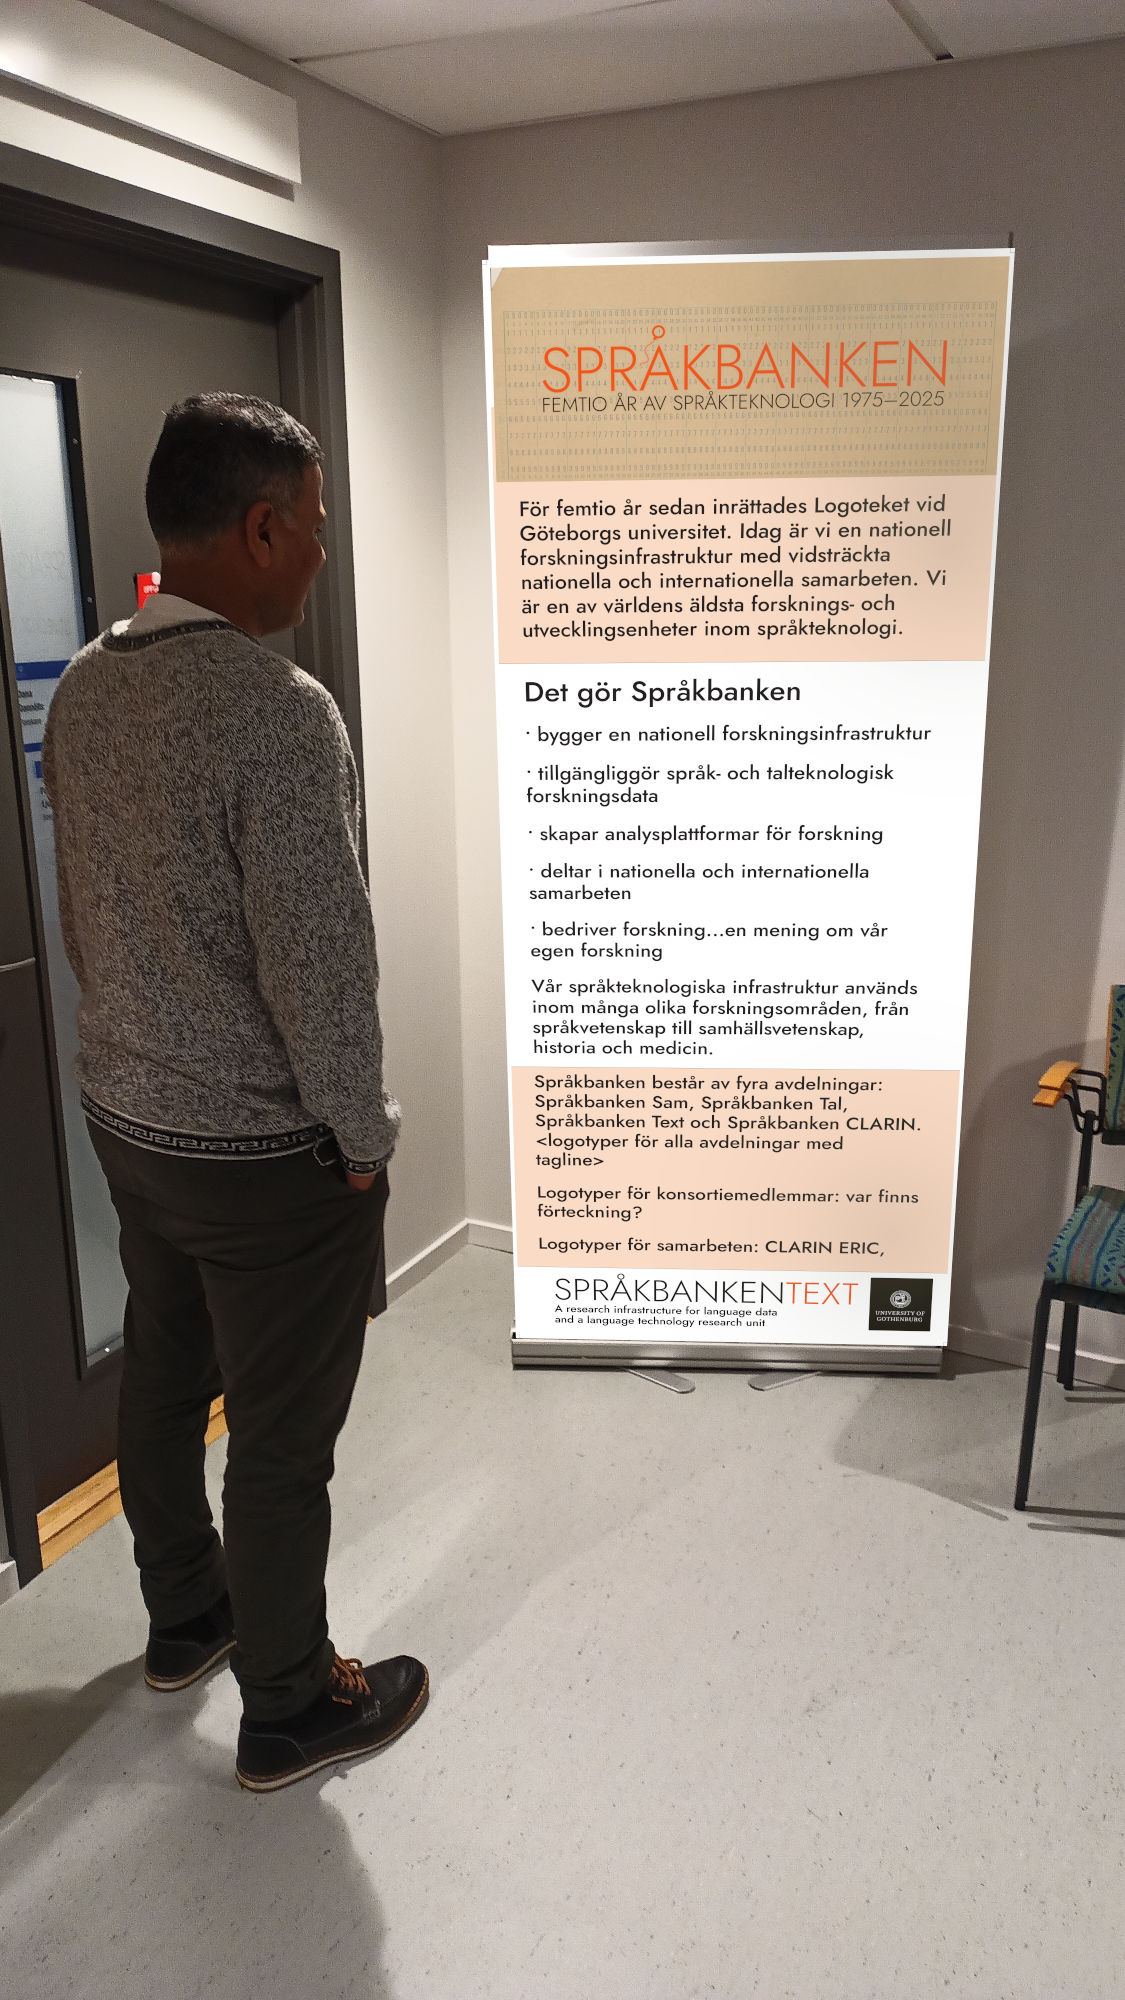 SPRÅKBANKEN
FEMTIO ÅR AV SPRÅKTEKNOLOGI 1975–2025
För femtio år sedan inrättades Logoteket vid
Göteborgs universitet. Idag är vi en nationell
forskningsinfrastruktur med vidsträckta
nationella och internationella samarbeten. Vi
är en av världens äldsta forsknings- och
utvecklingsenheter inom språkteknologi.
Det gör Språkbanken
· bygger en nationell forskningsinfrastruktur
· tillgängliggör språk- och talteknologisk
forskningsdata
· skapar analysplattformar för forskning
· deltar i nationella och internationella
samarbeten
· bedriver forskning...en mening om vår
egen forskning
Vår språkteknologiska infrastruktur används
inom många olika forskningsområden, från
språkvetenskap till samhällsvetenskap,
historia och medicin.
Språkbanken består av fyra avdelningar:
Språkbanken Sam, Språkbanken Tal,
Språkbanken Text och Språkbanken CLARIN.
<logotyper för alla avdelningar med
tagline>
Logotyper för konsortiemedlemmar: var finns
förteckning?
Logotyper för samarbeten: CLARIN ERIC,
SPRÅKBANKENTEXT
A research infrastructure for language data
and a language technology research unit
UNIVERSITY OF
GOTHENBURG